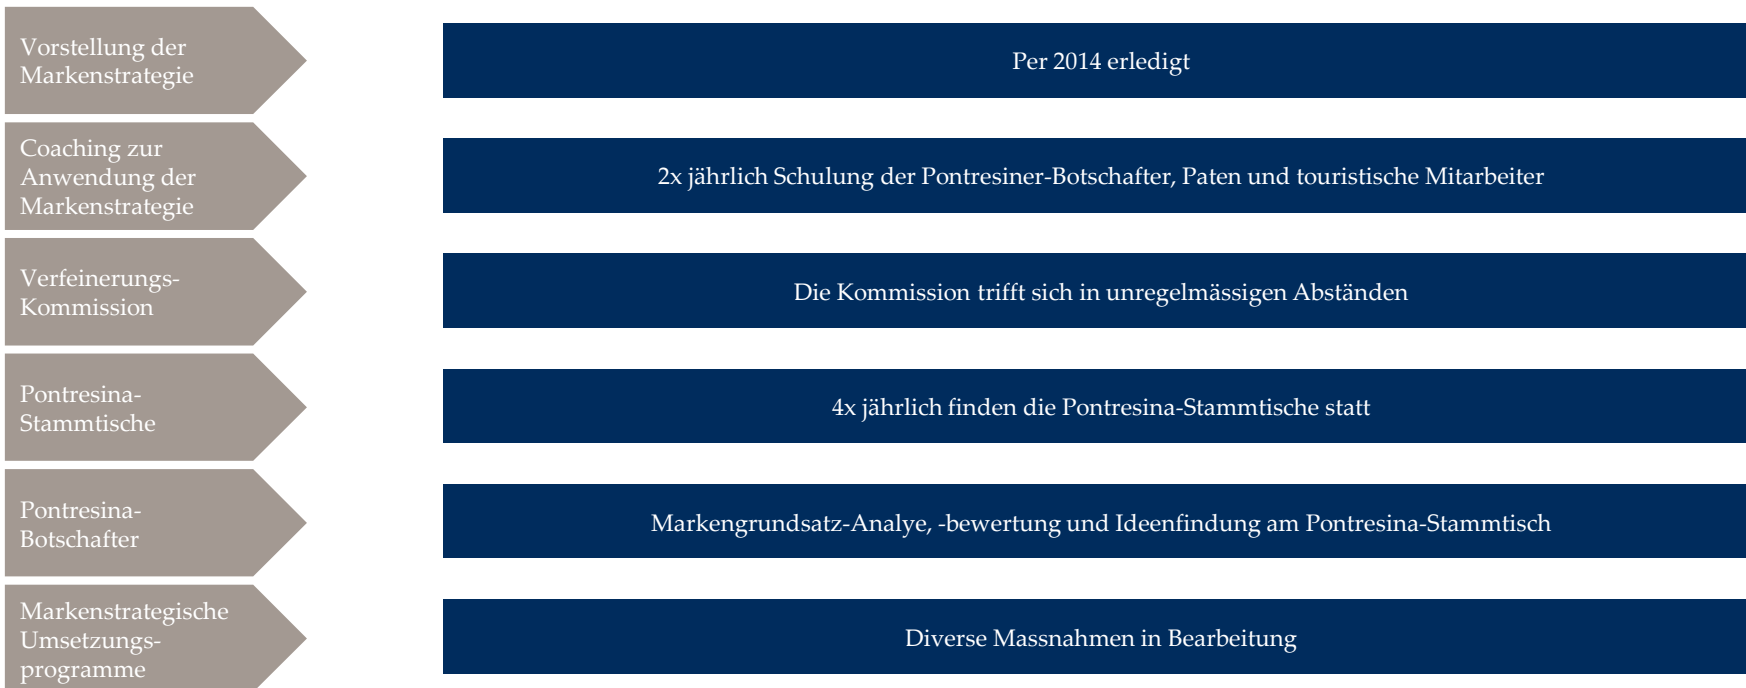 Vorstellung der
Markenstrategie
Per 2014 erledigt
Coaching zur
Anwendung der
Markenstrategie
2x jährlich Schulung der Pontresiner-Botschafter, Paten und touristische Mitarbeiter
Verfeinerungs-
Kommission
Die Kommission trifft sich in unregelmässigen Abständen
Pontresina-
Stammtische
4x jährlich finden die Pontresina-Stammtische statt
Pontresina-
Botschafter
Markengrundsatz-Analye, -bewertung und Ideenfindung am Pontresina-Stammtisch
Markenstrategische
Umsetzungs-
programme
Diverse Massnahmen in Bearbeitung